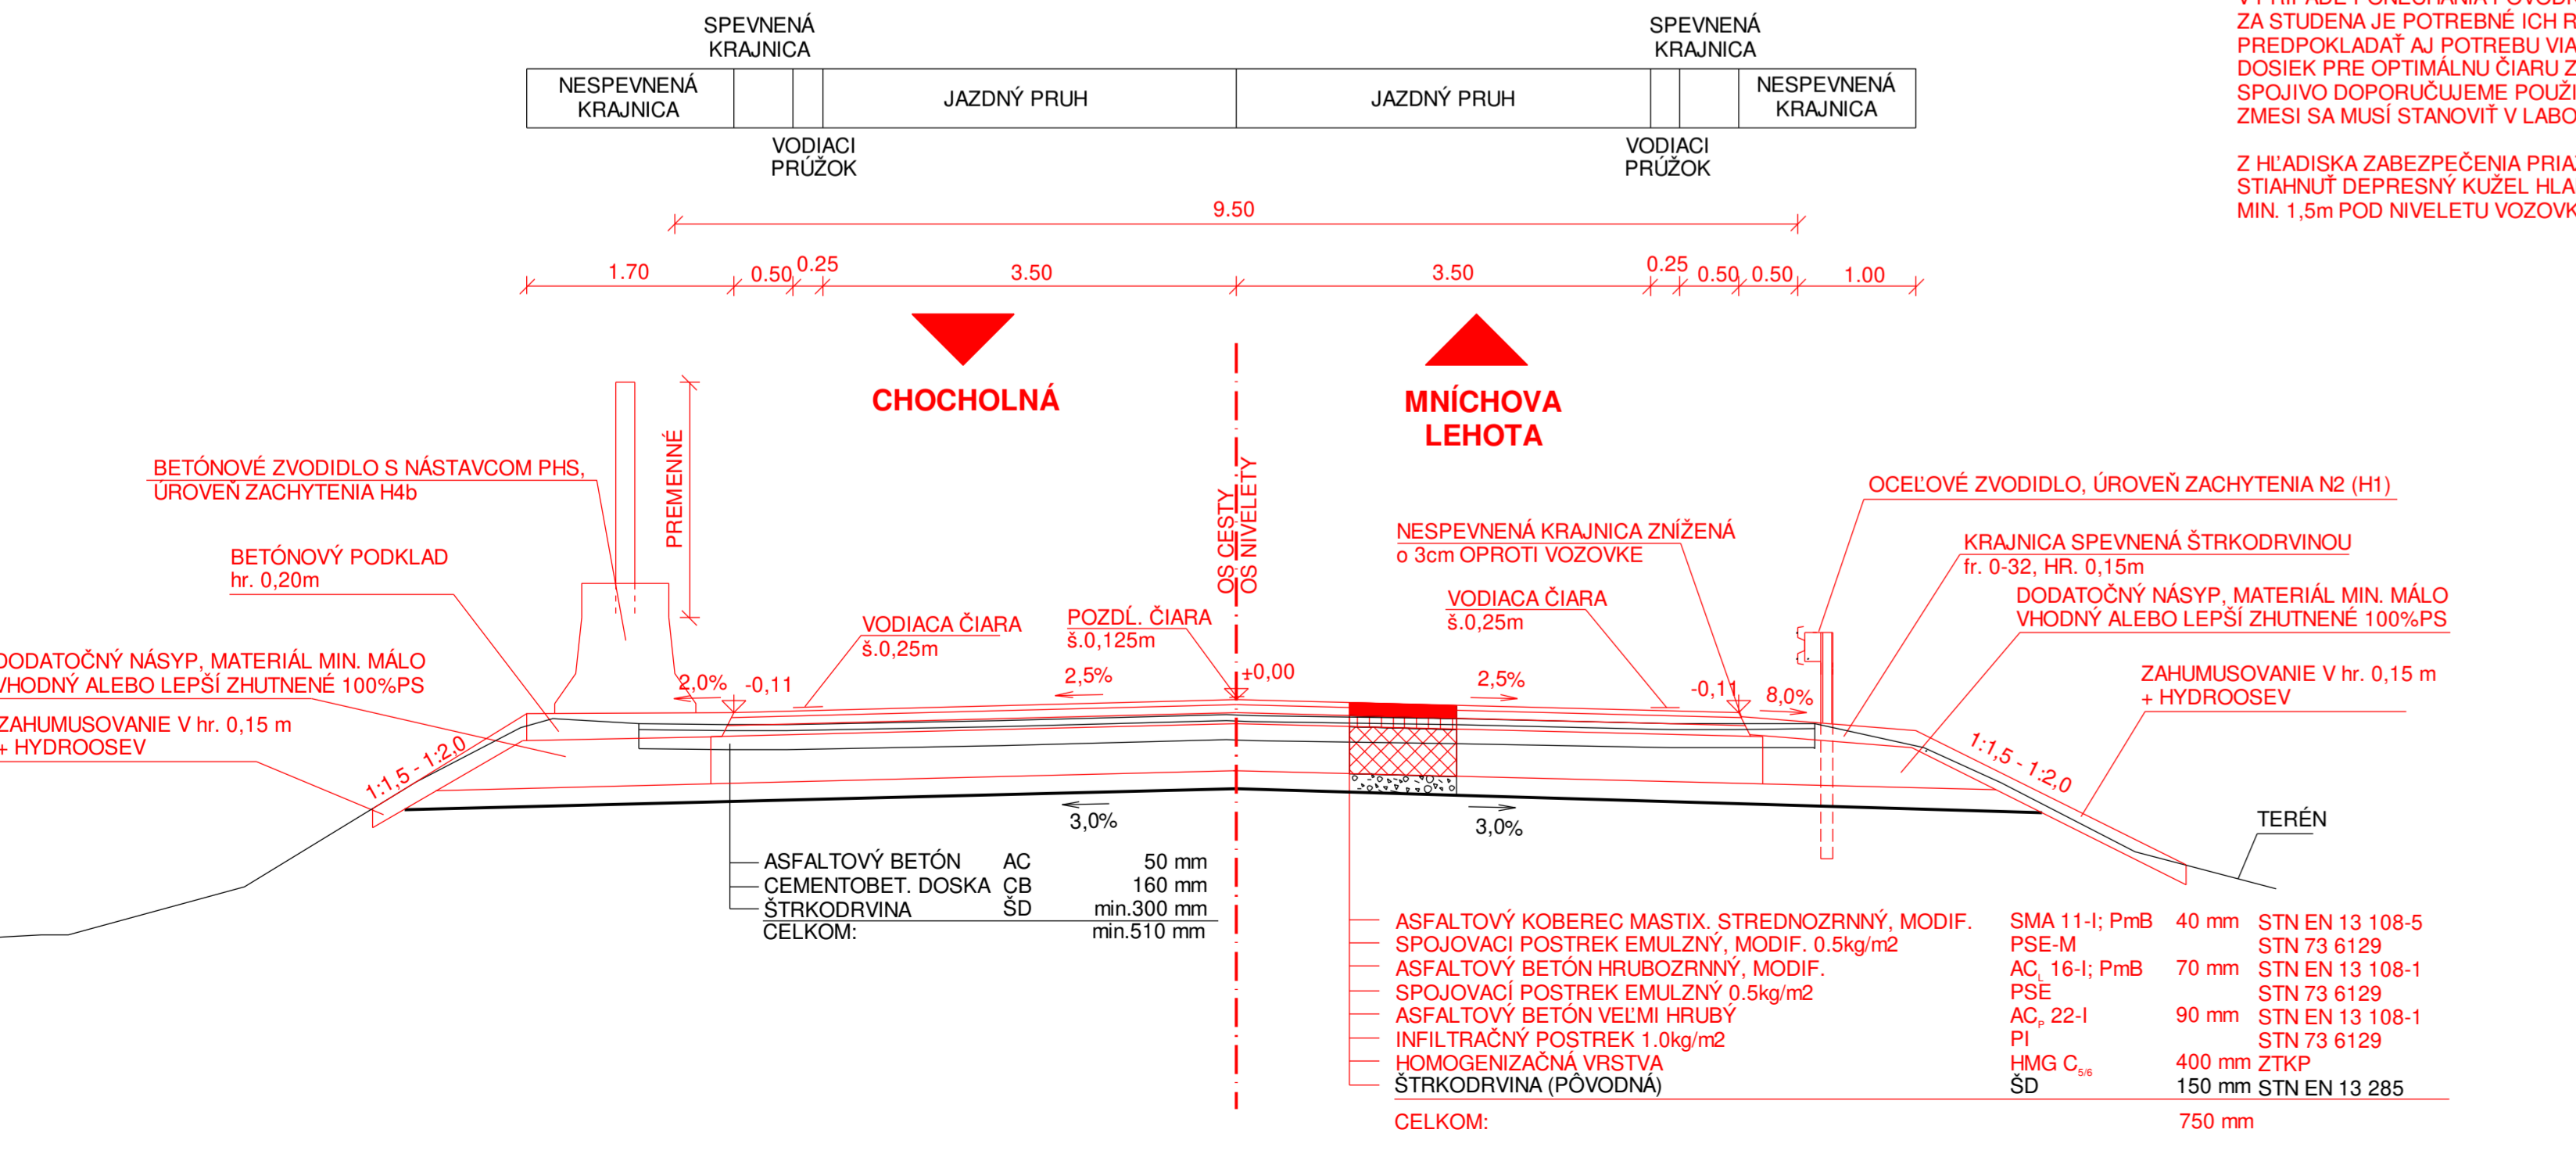 SPEVNENÁ
KRAJNICA
SPEVNENÁ
KRAJNICA
NESPEVNENÁ
KRAJNICA
JAZDNÝ PRUH
JAZDNÝ PRUH
NESPEVNENÁ
KRAJNICA
VODIACI
PRÚŽOK
VODIACI
PRÚŽOK
ZA STUDENA JE POTREBNÉ ICH
PREDPOKLADAŤ AJ POTREBU
DOSIEK PRE OPTIMÁLNU ČIARU
SPOJIVO DOPORUČUJEME
ZMESI SA MUSÍ STANOVIŤ V
Z HĽADISKA ZABEZPEČENIA
STIAHNUŤ DEPRESNÝ KUŽEL
MIN. 1,5m POD NIVELETU
9.50
1.70
0.50
0.25
3.50
3.50
0.25
0.50
0.50
1.00
CHOCHOLNÁ
MNÍCHOVA
LEHOTA
PREMENNÉ
OS CESTY
OS NIVELETY
BETÓNOVÉ ZVODIDLO S NÁSTAVCOM PHS,
ÚROVEŇ ZACHYTENIA H4b
BETÓNOVÝ PODKLAD
hr. 0,20m
DODATOČNÝ NÁSYP, MATERIÁL MIN. MÁLO
VHODNÝ ALEBO LEPŠÍ ZHUTNENÉ 100%PS
ZAHUMUSOVANIE V hr. 0,15 m
+ HYDROOSEV
1:1,5 - 1:2,0
VODIACA ČIARA
š.0,25m
POZDĹ. ČIARA
š.0,125m
2,0%
-0,11
2,5%
+0,00
2,5%
-0,11
8,0%
NESPEVNENÁ KRAJNICA ZNÍŽENÁ
o 3cm OPROTI VOZOVKE
VODIACA ČIARA
š.0,25m
OCEĽOVÉ ZVODIDLO, ÚROVEŇ ZACHYTENIA N2 (H1)
KRAJNICA SPEVNENÁ ŠTRKODRVINOU
fr. 0-32, HR. 0,15m
DODATOČNÝ NÁSYP, MATERIÁL MIN. MÁLO
VHODNÝ ALEBO LEPŠÍ ZHUTNENÉ 100%PS
ZAHUMUSOVANIE V hr. 0,15 m
+ HYDROOSEV
1:1,5 - 1:2,0
TERÉN
3,0%
3,0%
ASFALTOVÝ BETÓN AC 50 mm
CEMENTOBET. DOSKA CB 160 mm
ŠTRKODRVINA ŠD min.300 mm
CELKOM: min.510 mm
ASFALTOVÝ KOBEREC MASTIX. STREDNOZRNNÝ, MODIF. SMA 11-I; PmB 40 mm STN EN 13 108-5
SPOJOVACI POSTREK EMULZNÝ, MODIF. 0.5kg/m2 PSE-M STN 73 6129
ASFALTOVÝ BETÓN HRUBOZRNNÝ, MODIF. ACL 16-I; PmB 70 mm STN EN 13 108-1
SPOJOVACÍ POSTREK EMULZNÝ 0.5kg/m2 PSE STN 73 6129
ASFALTOVÝ BETÓN VEĽMI HRUBÝ ACP 22-I 90 mm STN EN 13 108-1
INFILTRAČNÝ POSTREK 1.0kg/m2 PI STN 73 6129
HOMOGENIZAČNÁ VRSTVA HMG C5/6 400 mm ZTKP
ŠTRKODRVINA (PÔVODNÁ) ŠD 150 mm STN EN 13 285
CELKOM: 750 mm